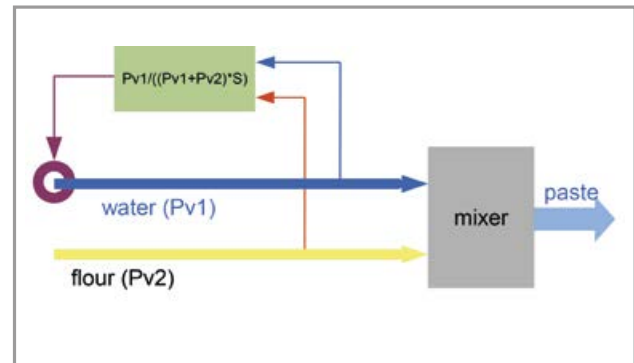 Pv1/((Pv1+Pv2)*S)
water (Pv1)
paste
mixer
flour (Pv2)